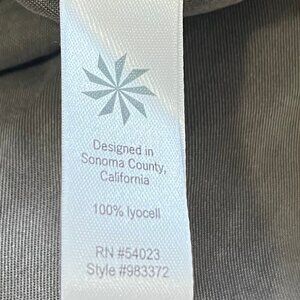 Designed in
Sonoma County,
California
100% lyocell
RN #54023
Style #983372